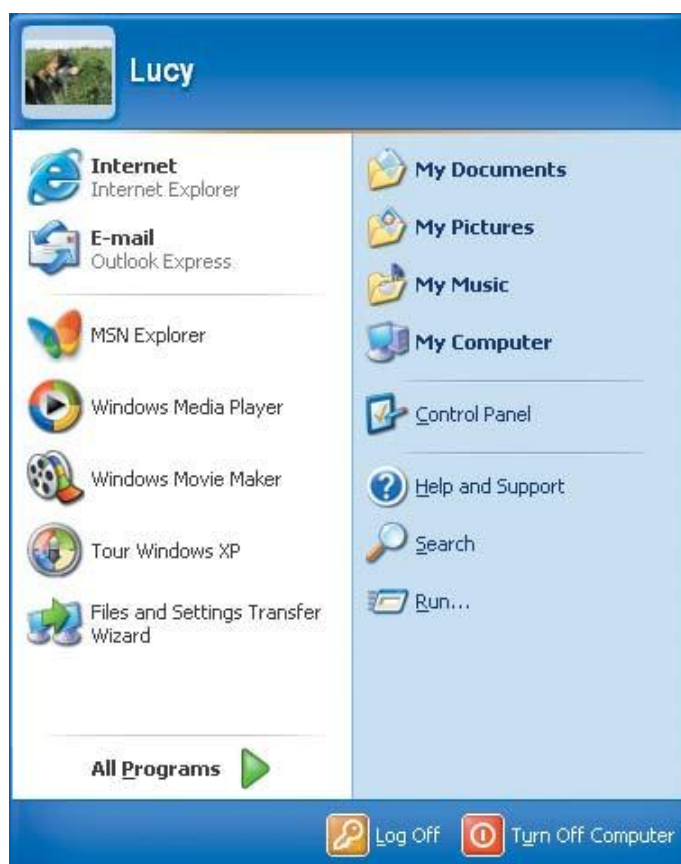 Lucy
Internet
Internet Explorer
E-mail
Outlook Express
MSN Explorer
Windows Media Player
Windows Movie Maker
Tour Windows XP
Files and Settings Transfer
Wizard
All Programs
My Documents
My Pictures
My Music
My Computer
Control Panel
Help and Support
Search
Run...
Log Off
Turn Off Computer